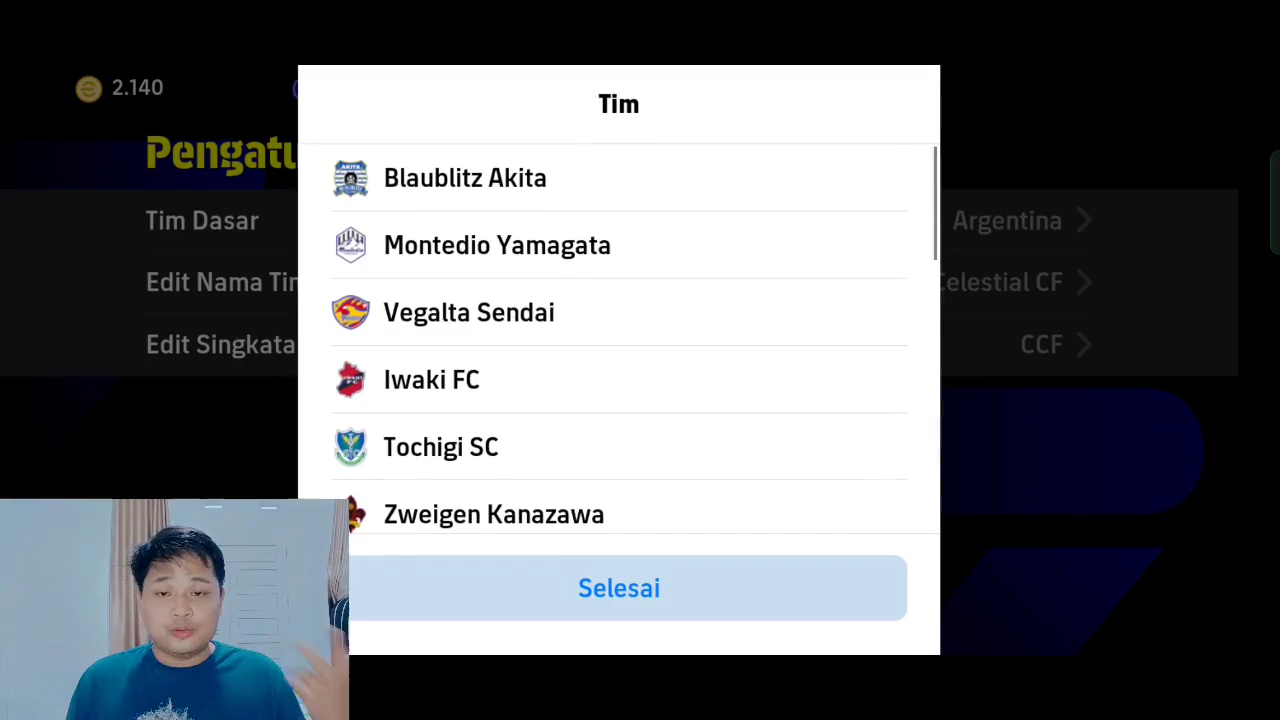 2.140
Tim
Pengatu
Blaublitz Akita
Tim Dasar
Argentina
Montedio Yamagata
Edit Nama Tim
Celestial CF
Vegalta Sendai
Edit Singkata
CCF
Iwaki FC
Tochigi SC
Zweigen Kanazawa
Selesai